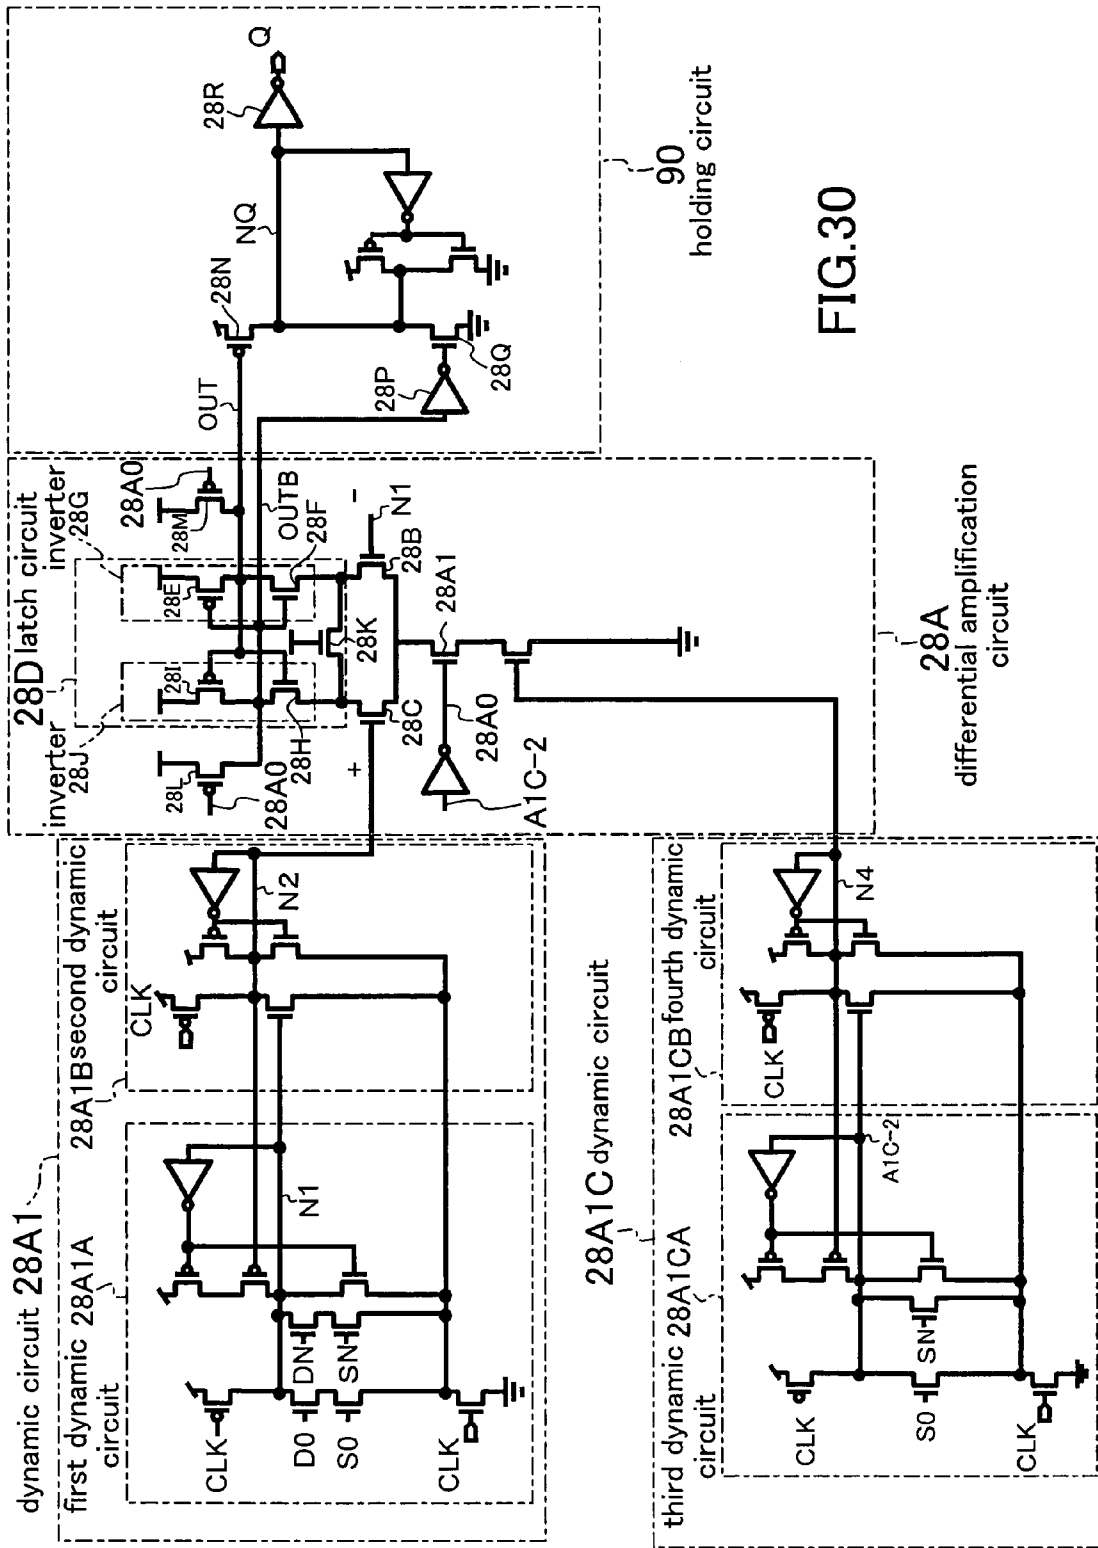 dynamic circuit 28A1
first dynamic 28A1A
circuit
28A1B second dynamic
circuit
CLK
D0
S0
CLK
DN
SN
N1
CLK
N2
28A1C dynamic circuit
third dynamic 28A1CA
circuit
28A1CB fourth dynamic
circuit
CLK
S0
CLK
SN
A1C-2
CLK
N4
28D latch circuit
inverter
28J
inverter
28G
28L
28A0
28I
28H
28E
28F
28M
28A0
OUTB
28K
+
-
N1
28C
28B
28A1
28A0
A1C-2
28A
differential amplification
circuit
OUT
28N
NQ
28P
28Q
28R
Q
90
holding circuit
FIG.30